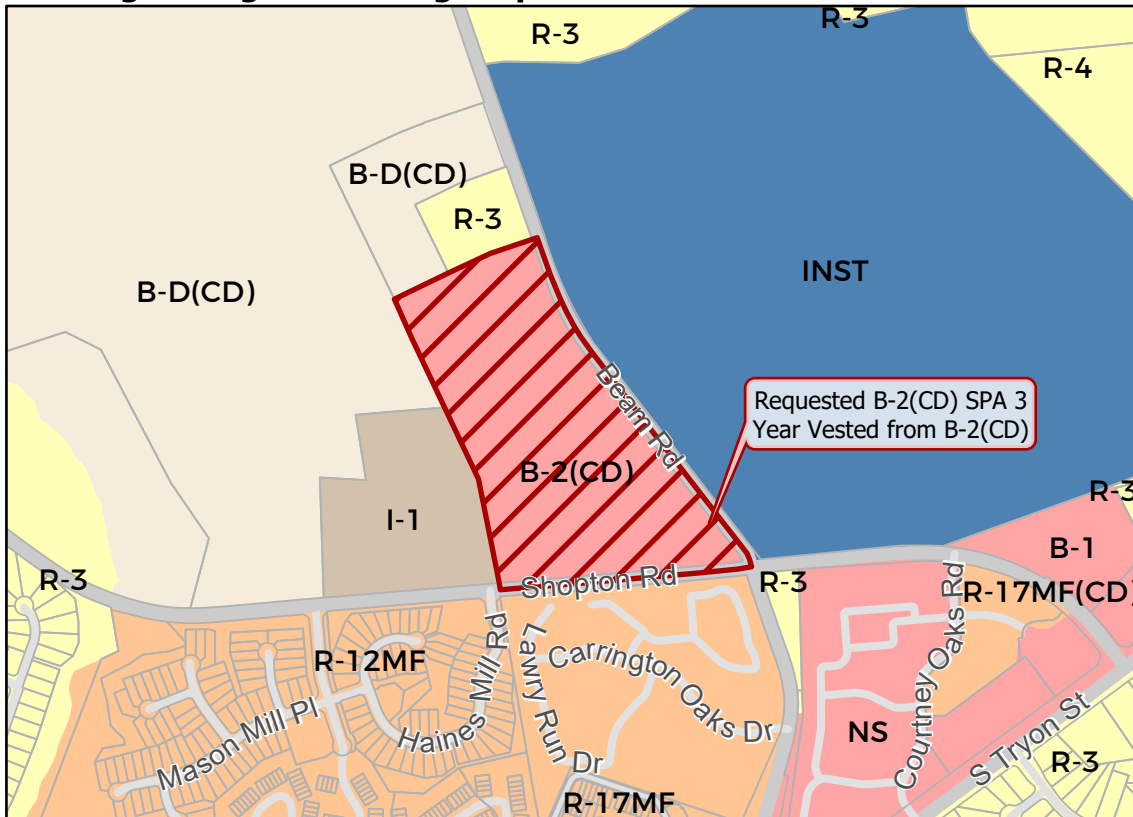 R-3
R-3
R-4
B-D(CD)
R-3
INST
B-D(CD)
Beam Rd
Requested B-2(CD) SPA 3
Year Vested from B-2(CD)
B-2(CD)
R-3
I-1
B-1
Shopton Rd
R-3
R-3
R-17MF(CD)
R-12MF
Haines Mill Rd
Lawry Run Dr
Carrington Oaks Dr
Courtney Oaks Rd
Mason Mill Pl
NS
S Tryon St
R-3
R-17MF